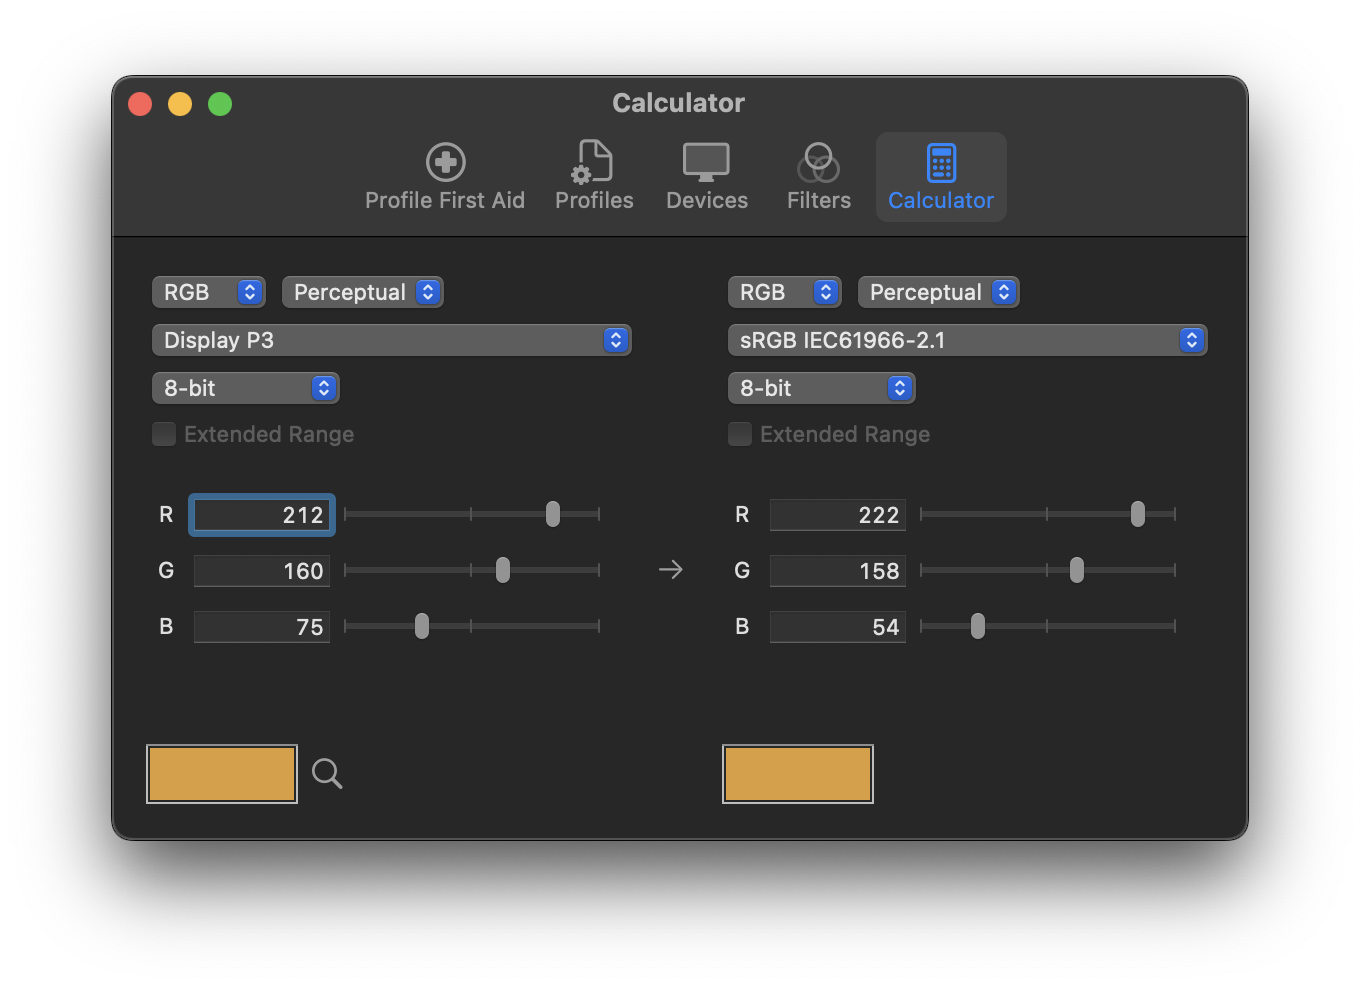 Calculator
Profile First Aid
Profiles
Devices
Filters
Calculator
RGB
Perceptual
Display P3
8-bit
Extended Range
R
212
G
160
B
75
RGB
Perceptual
sRGB IEC61966-2.1
8-bit
Extended Range
R
222
G
158
B
54